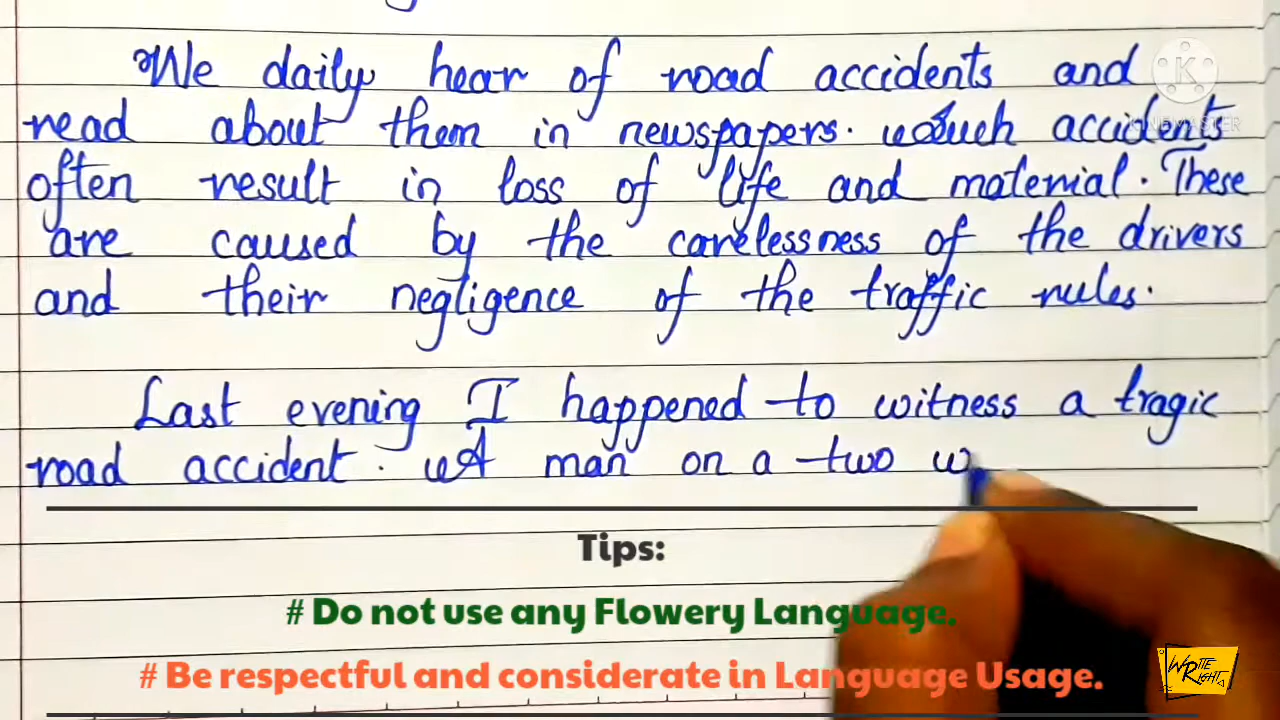 We daily hear of road accidents and
read about them in newspapers. Such accidents
often result in loss of life and material. These
are caused by the carelessness of the drivers
and their negligence of the traffic rules.
Last evening I happened to witness a tragic
road accident. A man on a two w
Tips:
# Do not use any Flowery Language.
# Be respectful and considerate in Language Usage.
K
KINEMASTER
WRITE
RIGHT